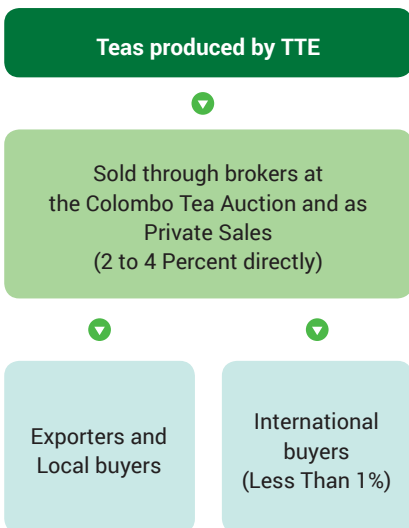 Teas produced by TTE
Sold through brokers at
the Colombo Tea Auction and as
Private Sales
(2 to 4 Percent directly)
Exporters and
Local buyers
International
buyers
(Less Than 1%)